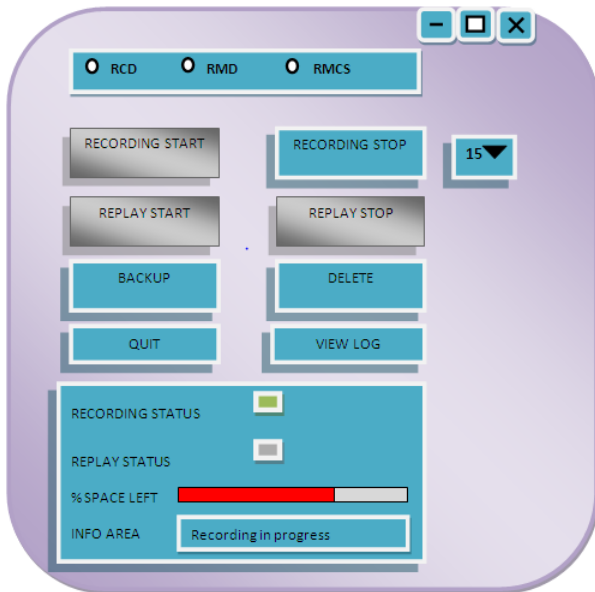 RCD RMD RMCS
RECORDING START RECORDING STOP 15
REPLAY START REPLAY STOP
BACKUP DELETE
QUIT VIEW LOG
RECORDING STATUS
REPLAY STATUS
% SPACE LEFT
INFO AREA Recording in progress